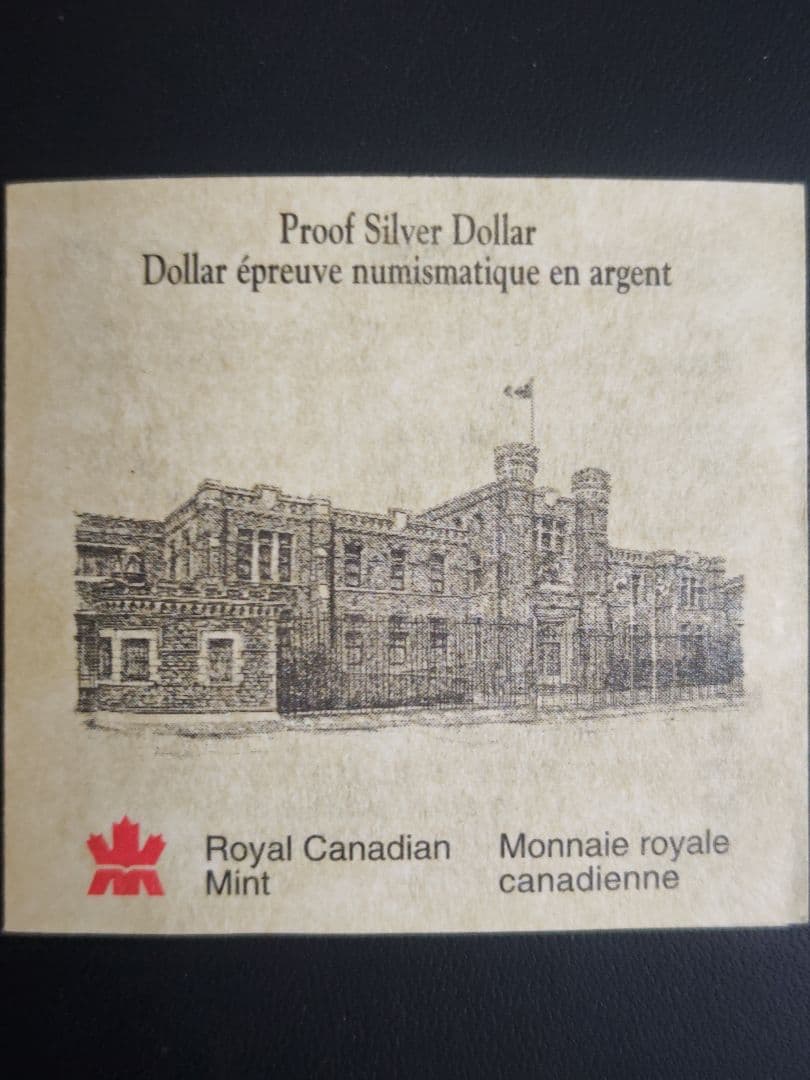 Proof Silver Dollar
Dollar épreuve numismatique en argent
Royal Canadian Mint
Monnaie royale canadienne